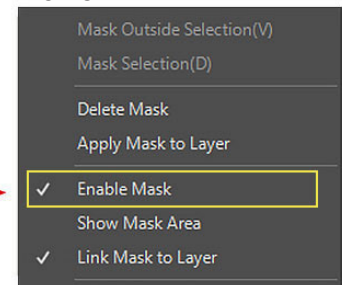 Mask Outside Selection(V)
Mask Selection(D)
Delete Mask
Apply Mask to Layer
Enable Mask
Show Mask Area
Link Mask to Layer